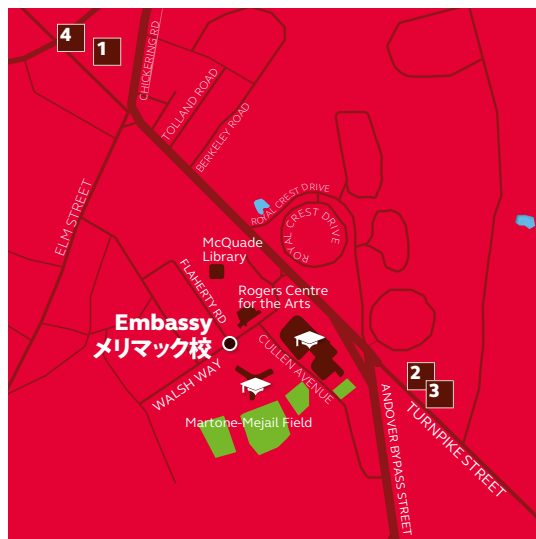 4
1
CHICKERING RD
TOLLAND ROAD
BERKELEY ROAD
ELM STREET
ROYAL CREST DRIVE
ROYAL CREST DRIVE
McQuade
Library
FLAHERTY RD
Rogers Centre
for the Arts
Embassy
メリマック校
WALSH WAY
CULLEN AVENUE
2
3
Martone-Mejail Field
ANDOVER BYPASS STREET
TURNPIKE STREET